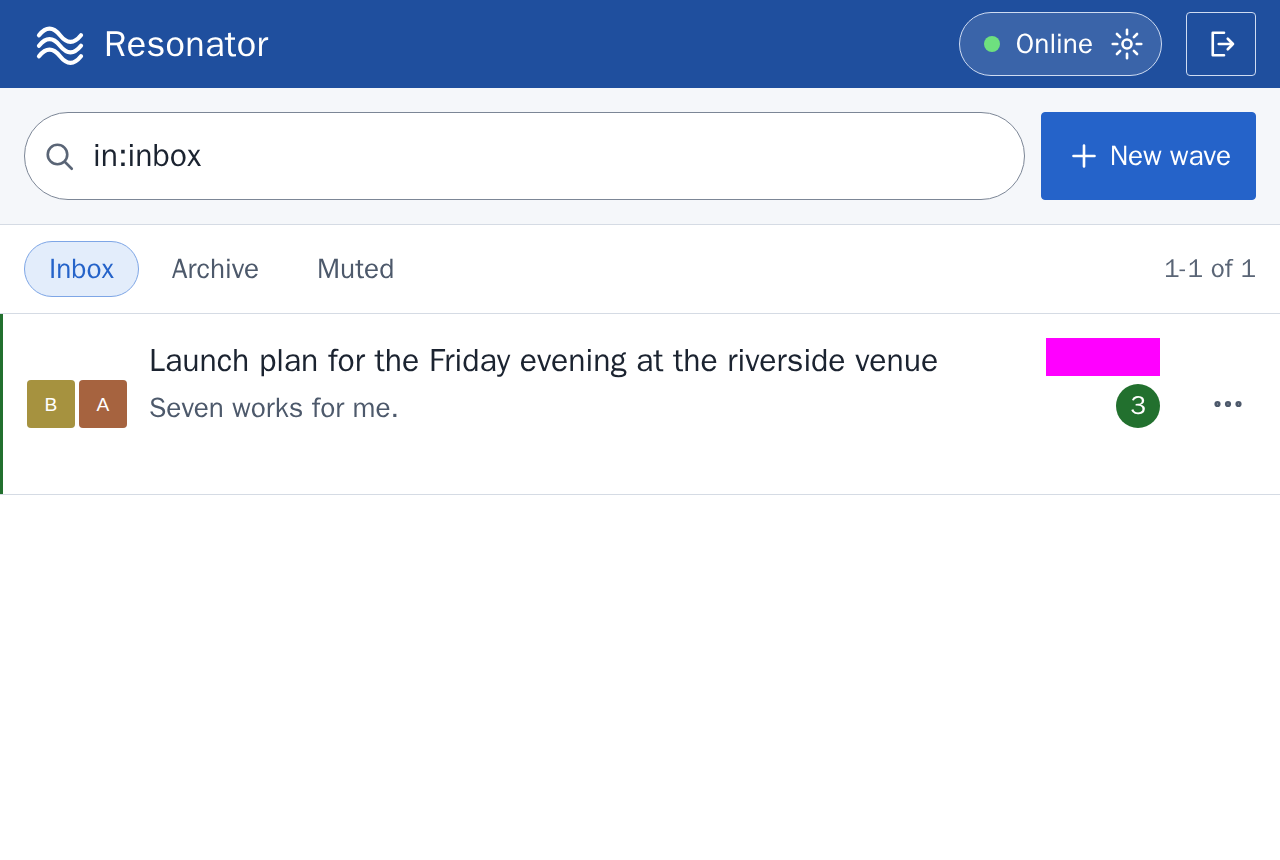 Resonator
Online
in:inbox
New wave
Inbox
Archive
Muted
1-1 of 1
Launch plan for the Friday evening at the riverside venue
B
A
Seven works for me.
3